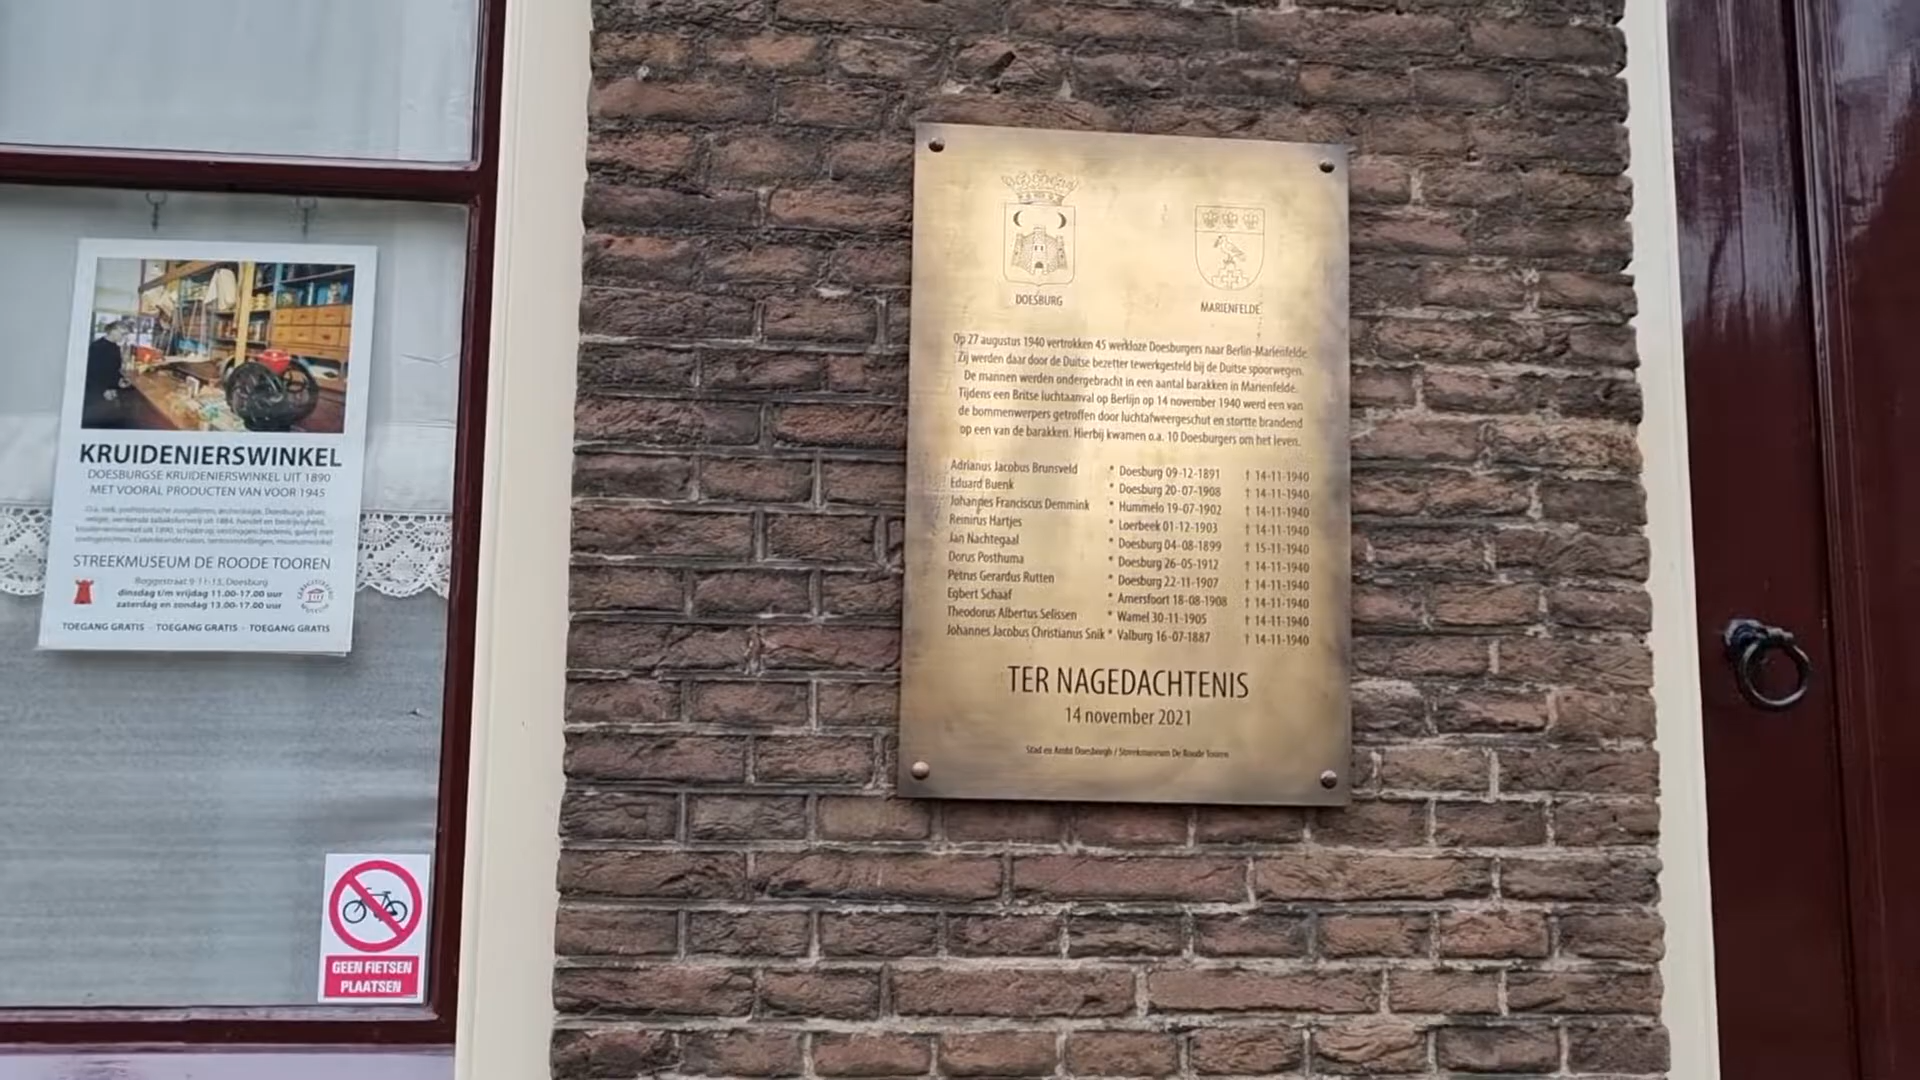 KRUIDENIERSWINKEL
DOESBURGSE KRUIDENIERSWINKEL UIT 1890
MET VOORAL PRODUCTEN VAN VOOR 1945
STREEKMUSEUM DE ROODE TOOREN
Boggestraat 9-11-13, Doesburg
dinsdag t/m vrijdag 11.00-17.00 uur
zaterdag en zondag 13.00-17.00 uur
TOEGANG GRATIS - TOEGANG GRATIS - TOEGANG GRATIS
GEEN FIETSEN
PLAATSEN
DOESBURG
MARIENFELDE
Op 27 augustus 1940 vertrokken 45 werkloze Doesburgers naar Berlin-Marienfelde.
Zij werden daar door de Duitse bezetter tewerkgesteld bij de Duitse spoorwegen.
De mannen werden ondergebracht in een aantal barakken in Marienfelde.
Tijdens een Britse luchtaanval op Berlijn op 14 november 1940 werd een van
de bommenwerpers getroffen door luchtafweergeschut en stortte brandend
op een van de barakken. Hierbij kwamen o.a. 10 Doesburgers om het leven.
Adrianus Jacobus Brunsveld * Doesburg 09-12-1891 † 14-11-1940
Eduard Buenk * Doesburg 20-07-1908 † 14-11-1940
Johannes Franciscus Demmink * Hummelo 19-07-1902 † 14-11-1940
Reinirus Hartjes * Loerbeek 01-12-1903 † 14-11-1940
Jan Nachtegaal * Doesburg 04-08-1899 † 15-11-1940
Dorus Posthuma * Doesburg 26-05-1912 † 14-11-1940
Petrus Gerardus Rutten * Doesburg 22-11-1907 † 14-11-1940
Egbert Schaaf * Amersfoort 18-08-1908 † 14-11-1940
Theodorus Albertus Selissen * Wamel 30-11-1905 † 14-11-1940
Johannes Jacobus Christianus Snik * Valburg 16-07-1887 † 14-11-1940
TER NAGEDACHTENIS
14 november 2021
Stad en Ambt Doesborgh / Streekmuseum De Roode Tooren